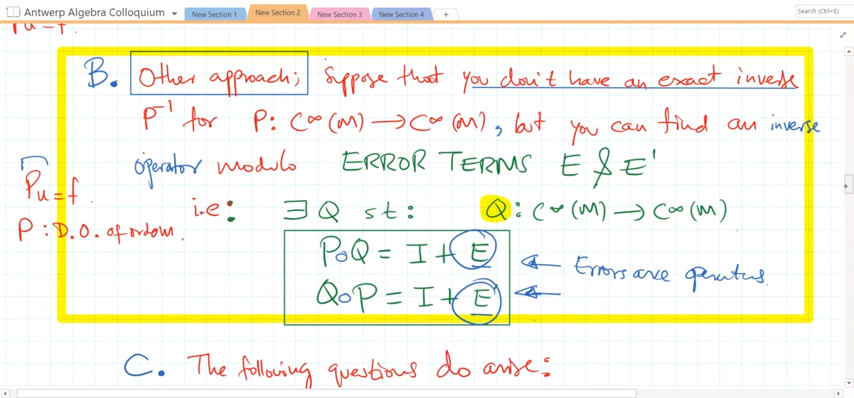 Antwerp Algebra Colloquium
New Section 1 New Section 2 New Section 3 New Section 4 +
Search (Ctrl+E)
Pu=f
B. Other approach; Suppose that you don't have an exact inverse
P⁻¹ for P: C∞(M) → C∞(M), but you can find an inverse
operator modulo ERROR TERMS E & E'
Pu=f.
i.e: ∃ Q st: Q: C∞(M) → C∞(M)
P: D.O. of order m.
P∘Q = I + E
Errors are operators.
Q∘P = I + E'
C. The following questions do arise: